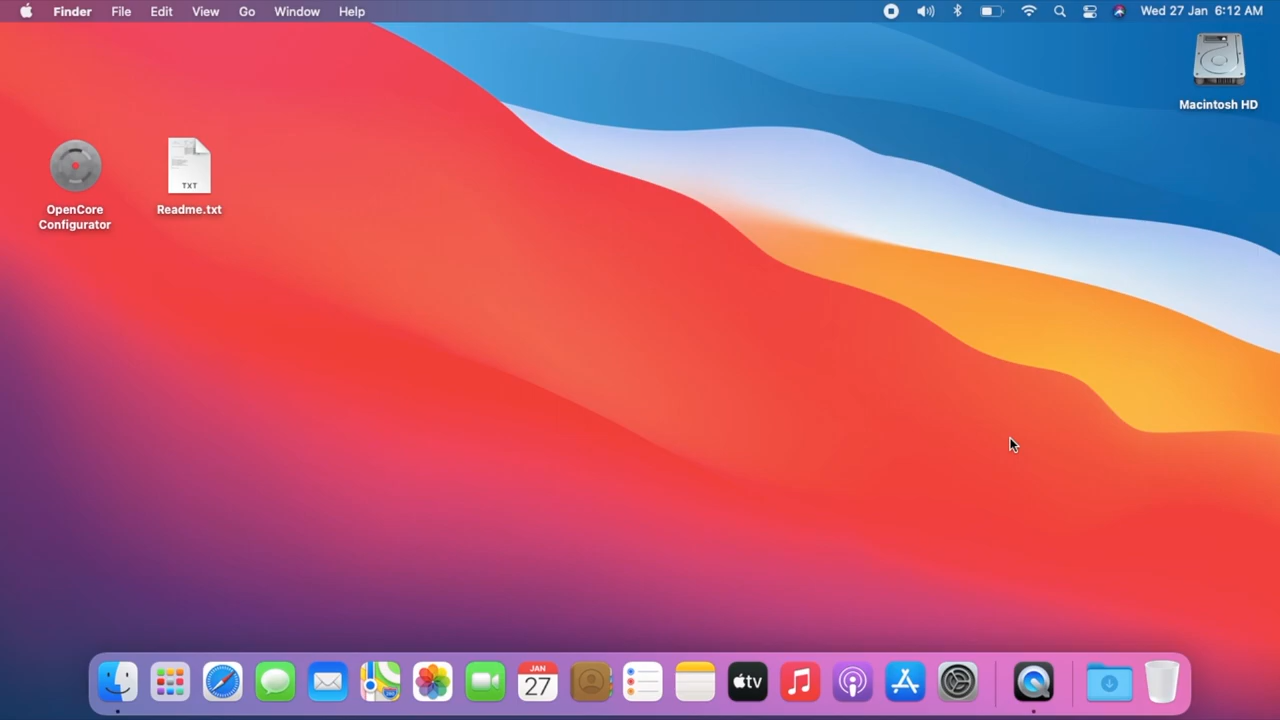 Finder File Edit View Go Window Help Wed 27 Jan 6:12 AM
Macintosh HD
TXT
OpenCore
Configurator
Readme.txt
JAN
27
tv